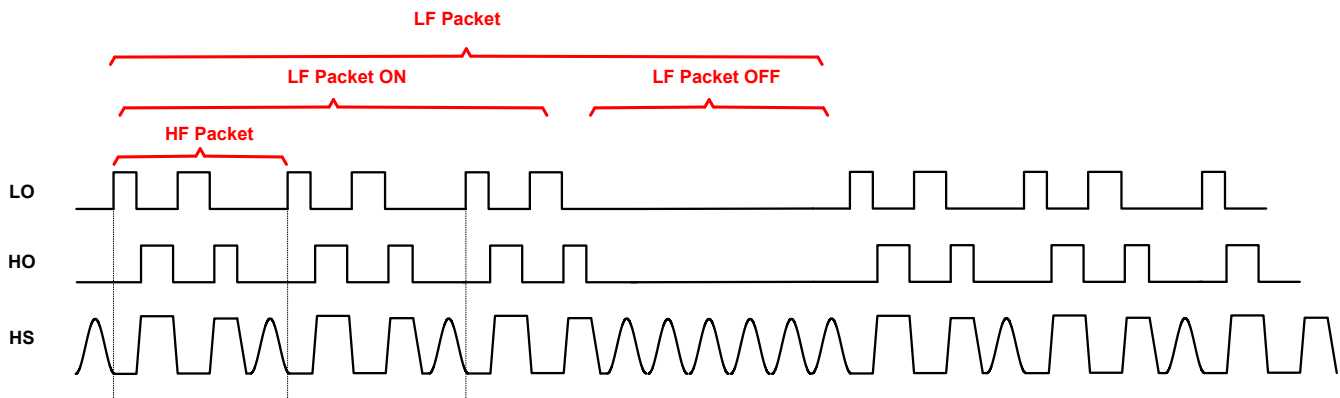 LF Packet
LF Packet ON
LF Packet OFF
HF Packet
LO
HO
HS